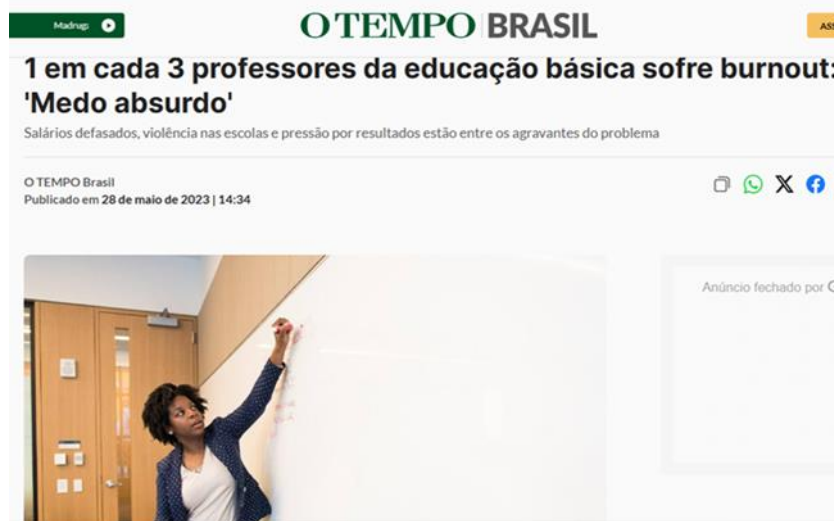 Madruga
O TEMPO BRASIL
ASS
1 em cada 3 professores da educação básica sofre burnout:
'Medo absurdo'
Salários defasados, violência nas escolas e pressão por resultados estão entre os agravantes do problema
O TEMPO Brasil
Publicado em 28 de maio de 2023 | 14:34
Anúncio fechado por G